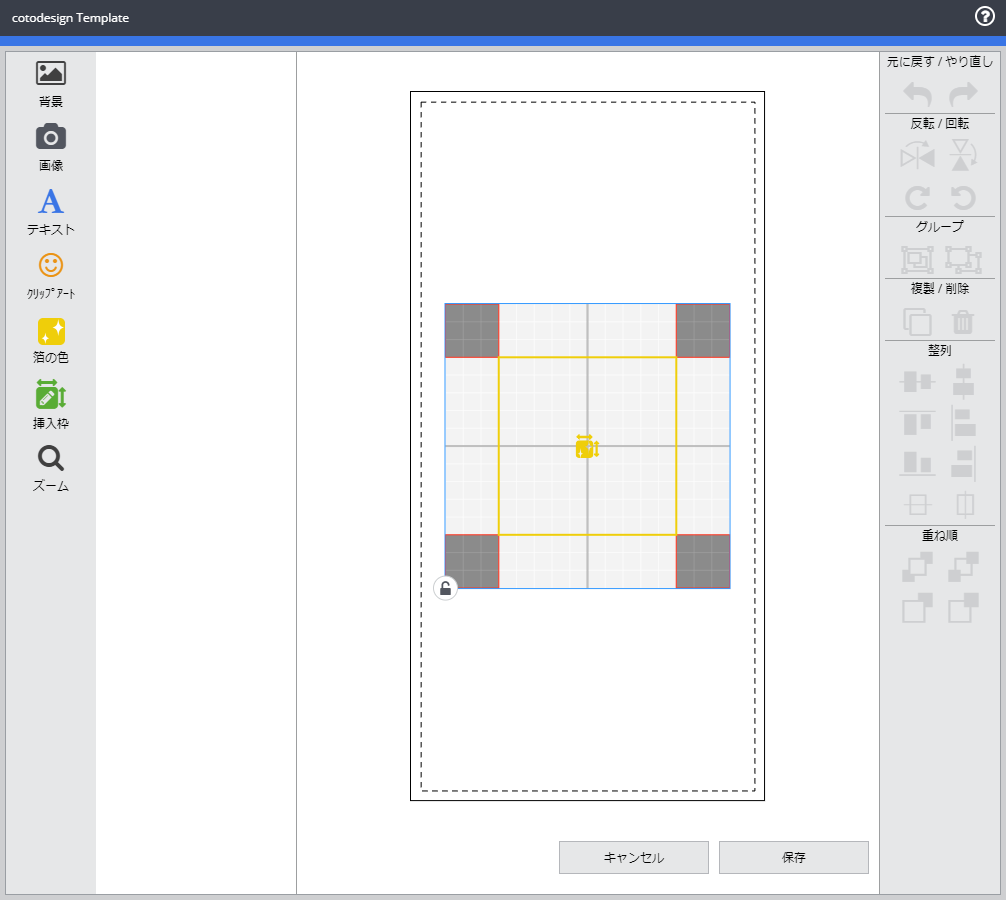 cotodesign Template
背景
画像
テキスト
クリップアート
箔の色
挿入枠
ズーム
キャンセル
保存
元に戻す / やり直し
反転 / 回転
グループ
複製 / 削除
整列
重ね順